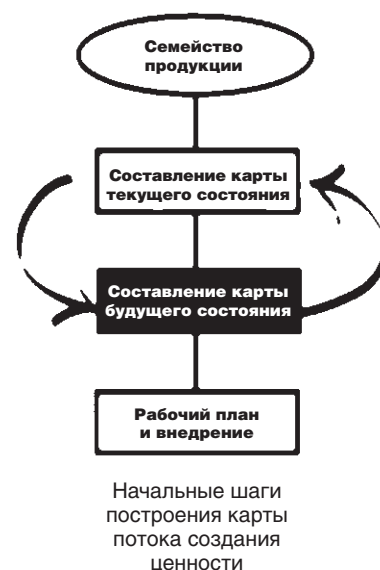 Семейство
продукции
Составление карты
текущего состояния
Составление карты
будущего состояния
Рабочий план
и внедрение
Начальные шаги
построения карты
потока создания
ценности